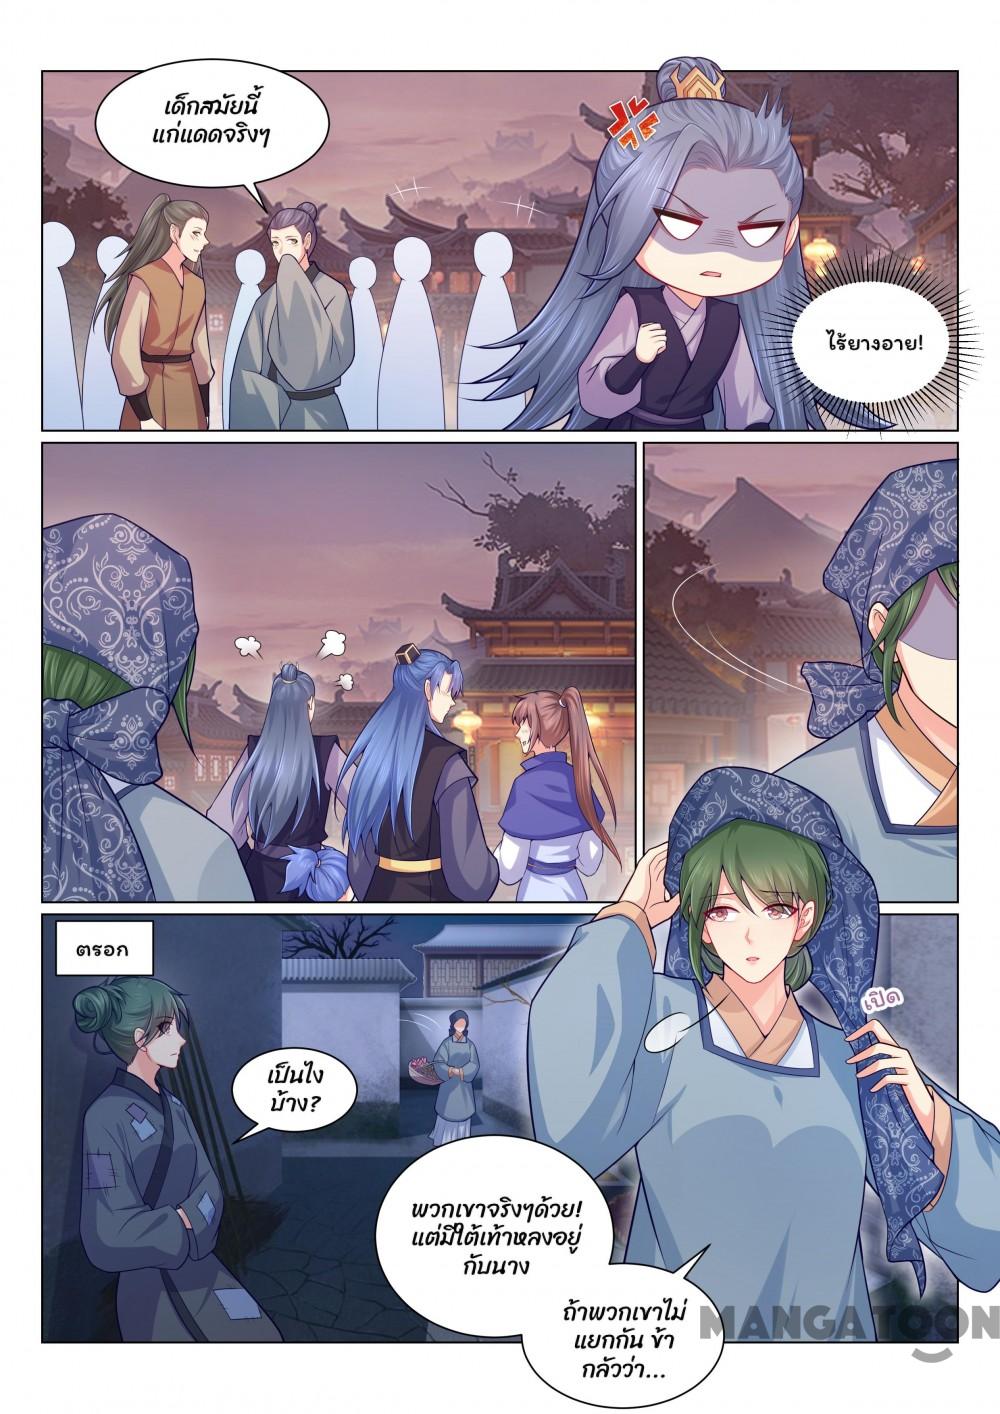 เด็กสมัยนี้
แก่แดดจริงๆ
ไร้ยางอาย!
ตรอก
เปิด
เป็นไง
บ้าง?
พวกเขาจริงๆด้วย!
แต่มีใต้เท้าหลงอยู่
กับนาง
ถ้าพวกเขาไม่
แยกกัน ข้า
กลัวว่า...
MANGATOON